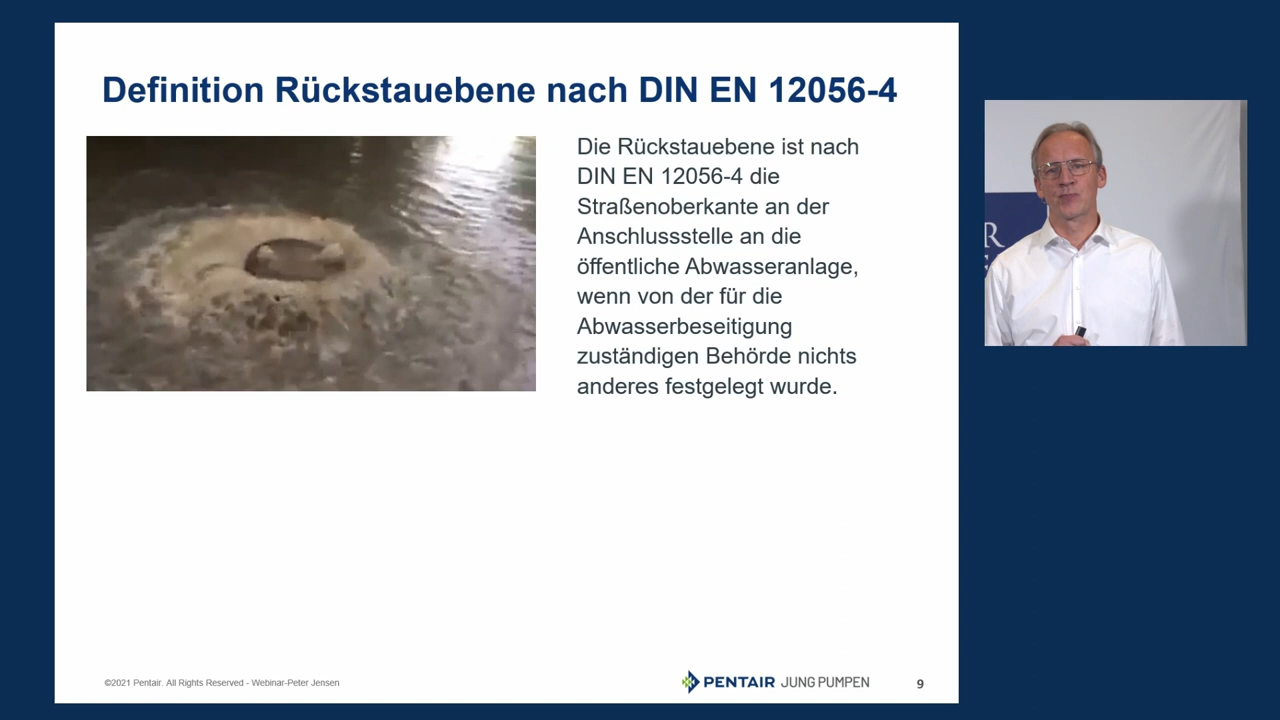 Definition Rückstauebene nach DIN EN 12056-4
Die Rückstauebene ist nach
DIN EN 12056-4 die
Straßenoberkante an der
Anschlussstelle an die
öffentliche Abwasseranlage,
wenn von der für die
Abwasserbeseitigung
zuständigen Behörde nichts
anderes festgelegt wurde.
©2021 Pentair. All Rights Reserved - Webinar-Peter Jensen
PENTAIR JUNG PUMPEN
9